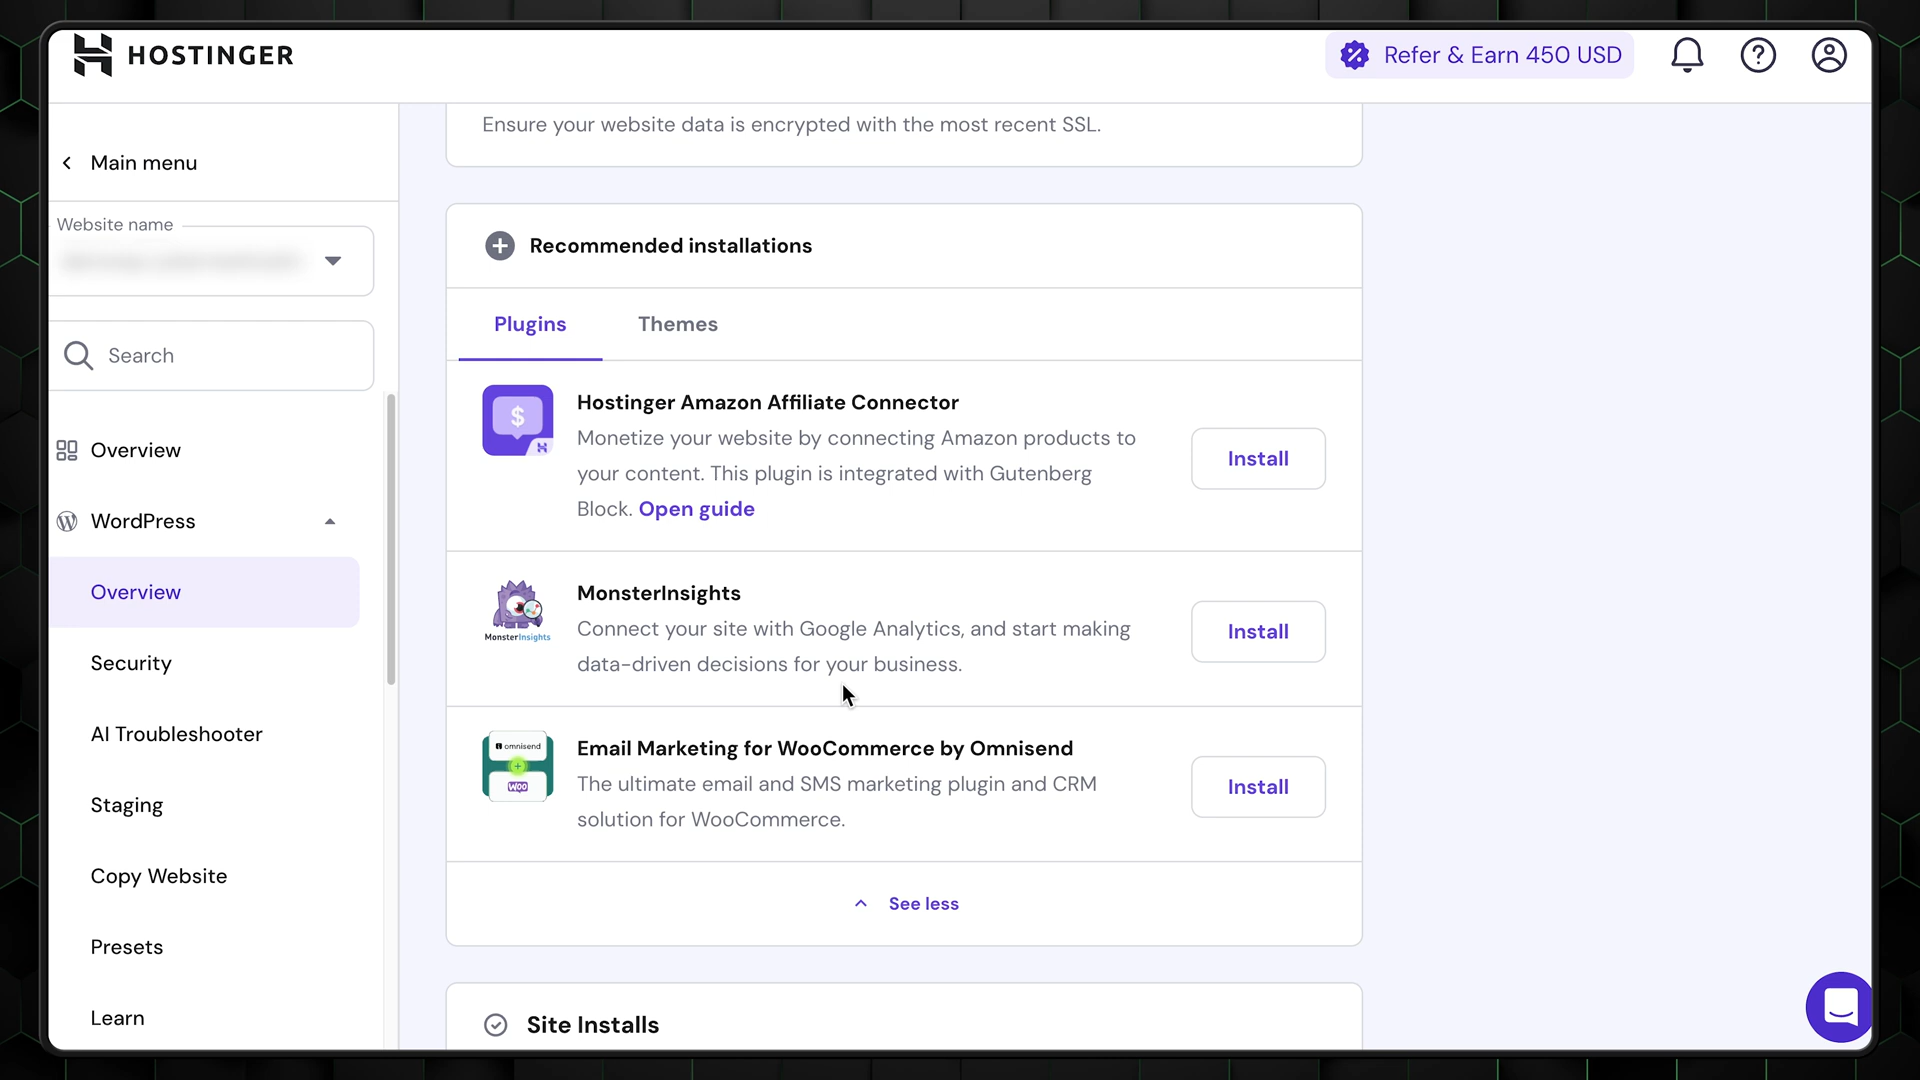 HOSTINGER
Refer & Earn 450 USD
Main menu
Website name
Search
Overview
WordPress
Overview
Security
AI Troubleshooter
Staging
Copy Website
Presets
Learn
Ensure your website data is encrypted with the most recent SSL.
Recommended installations
Plugins
Themes
$
Hostinger Amazon Affiliate Connector
Monetize your website by connecting Amazon products to
your content. This plugin is integrated with Gutenberg
Block. Open guide
Install
MonsterInsights
MonsterInsights
Connect your site with Google Analytics, and start making
data-driven decisions for your business.
Install
omnisend
WOO
Email Marketing for WooCommerce by Omnisend
The ultimate email and SMS marketing plugin and CRM
solution for WooCommerce.
Install
See less
Site Installs